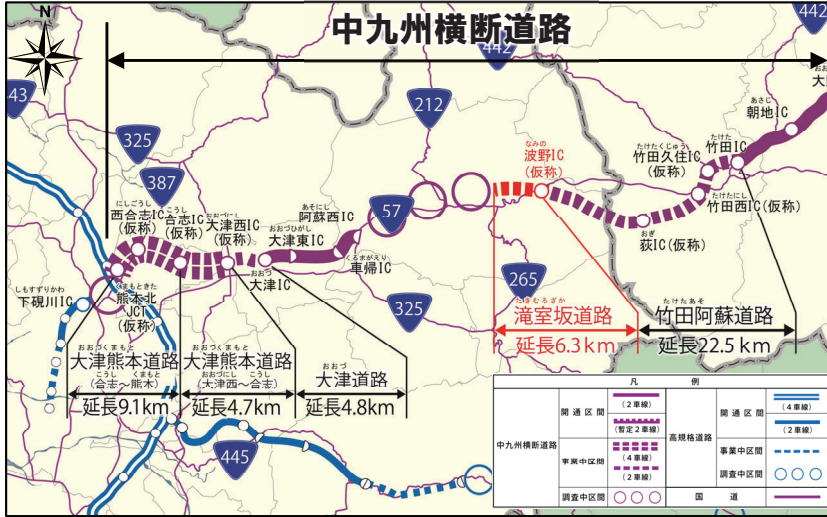 中九州横断道路
N
442
442
おお
大
43
212
あさじ
朝地IC
325
なみの
波野IC
(仮称)
たけたくじゅう
竹田久住IC
(仮称)
たけた
竹田IC
387
にしごうし
西合志IC
(仮称)
こうし
合志IC
(仮称)
おおづにし
大津西IC
(仮称)
おおづひがし
大津東IC
あそにし
阿蘇西IC
57
たけたにし
竹田西IC(仮称)
おぎ
荻IC(仮称)
くるまがえり
車帰IC
おおづ
大津IC
265
しもすずりかわ
下硯川IC
くまもときた
熊本北
JCT
(仮称)
325
たきむろざか
滝室坂道路
延長6.3km
たけたあそ
竹田阿蘇道路
延長22.5km
おおづくまもと
大津熊本道路
こうし くまもと
(合志~熊本)
延長9.1km
おおづくまもと
大津熊本道路
おおづにし こうし
(大津西~合志)
延長4.7km
おおづ
大津道路
延長4.8km
445
凡 例
中九州横断道路
開通区間
(2車線)
(暫定2車線)
事業中区間
(4車線)
(2車線)
調査中区間
高規格道路
開通区間
(4車線)
(2車線)
事業中区間
調査中区間
国 道